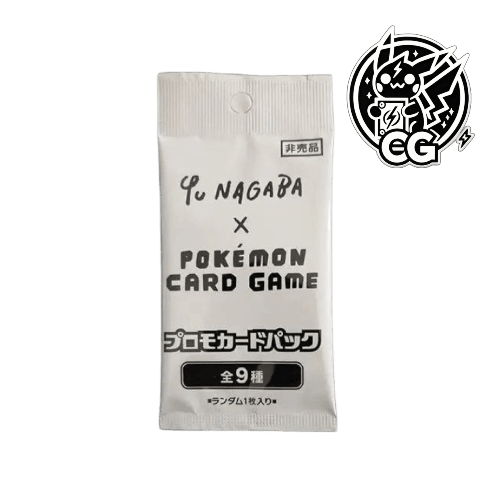 非売品
Yu NAGABA
X
POKÉMON
CARD GAME
プロモカードパック
全9種
■ランダム1枚入り■
eG